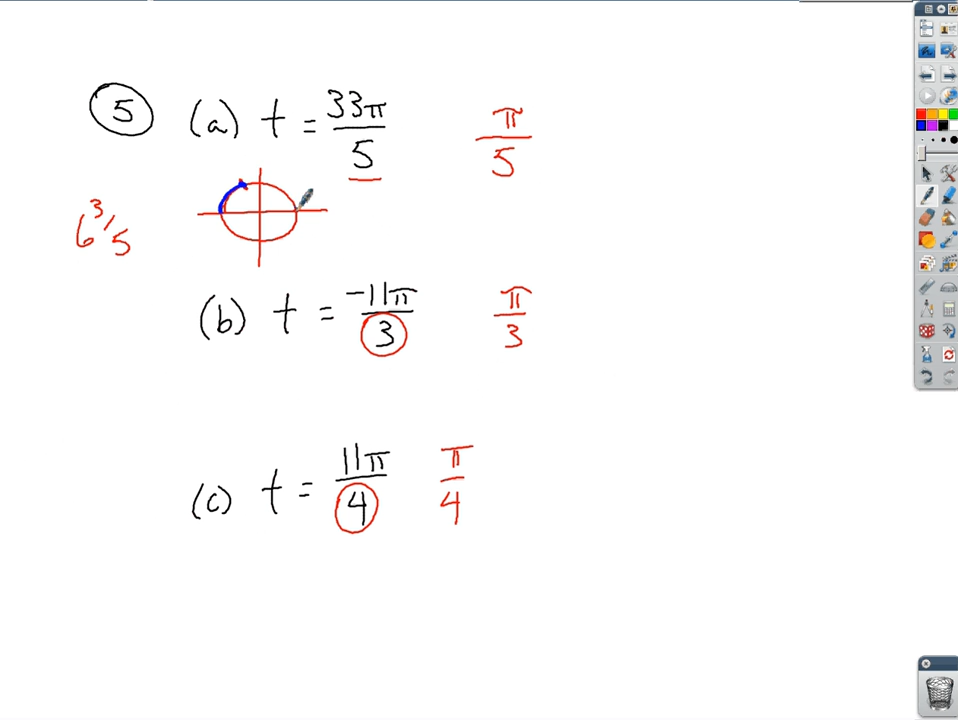 ⑤ (a) t = 33π/5 π/5
6 3/5
(b) t = -11π/3 π/3
(c) t = 11π/4 π/4